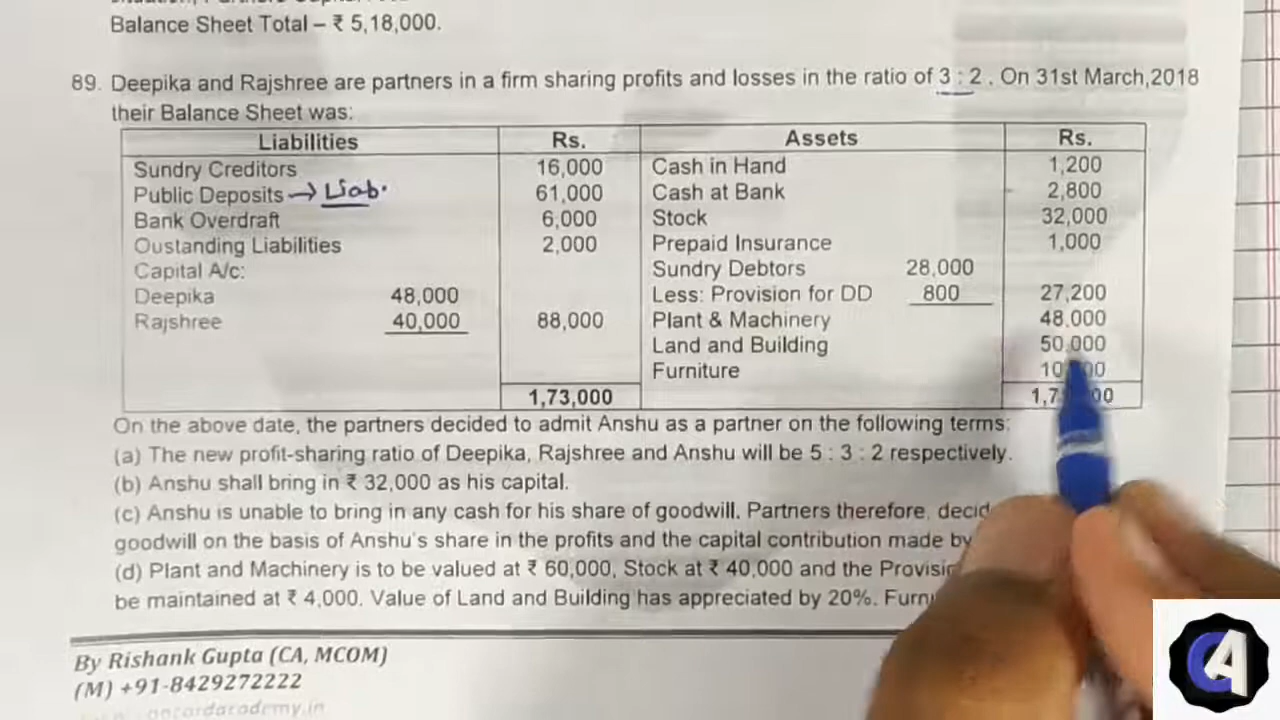 Balance Sheet Total – ₹ 5,18,000.
89. Deepika and Rajshree are partners in a firm sharing profits and losses in the ratio of 3 : 2 . On 31st March,2018
their Balance Sheet was:
Liabilities Rs. Assets Rs.
Sundry Creditors 16,000 Cash in Hand 1,200
Public Deposits → Liab. 61,000 Cash at Bank 2,800
Bank Overdraft 6,000 Stock 32,000
Oustanding Liabilities 2,000 Prepaid Insurance 1,000
Capital A/c: Sundry Debtors 28,000
Deepika 48,000 Less: Provision for DD 800 27,200
Rajshree 40,000 88,000 Plant & Machinery 48,000
Land and Building 50,000
Furniture
1,73,000
On the above date, the partners decided to admit Anshu as a partner on the following terms:
(a) The new profit-sharing ratio of Deepika, Rajshree and Anshu will be 5 : 3 : 2 respectively.
(b) Anshu shall bring in ₹ 32,000 as his capital.
(c) Anshu is unable to bring in any cash for his share of goodwill. Partners therefore,
goodwill on the basis of Anshu's share in the profits and the capital contribution made by
(d) Plant and Machinery is to be valued at ₹ 60,000, Stock at ₹ 40,000 and the
be maintained at ₹ 4,000. Value of Land and Building has appreciated by 20%.
By Rishank Gupta (CA, MCOM)
(M) +91-8429272222
CA